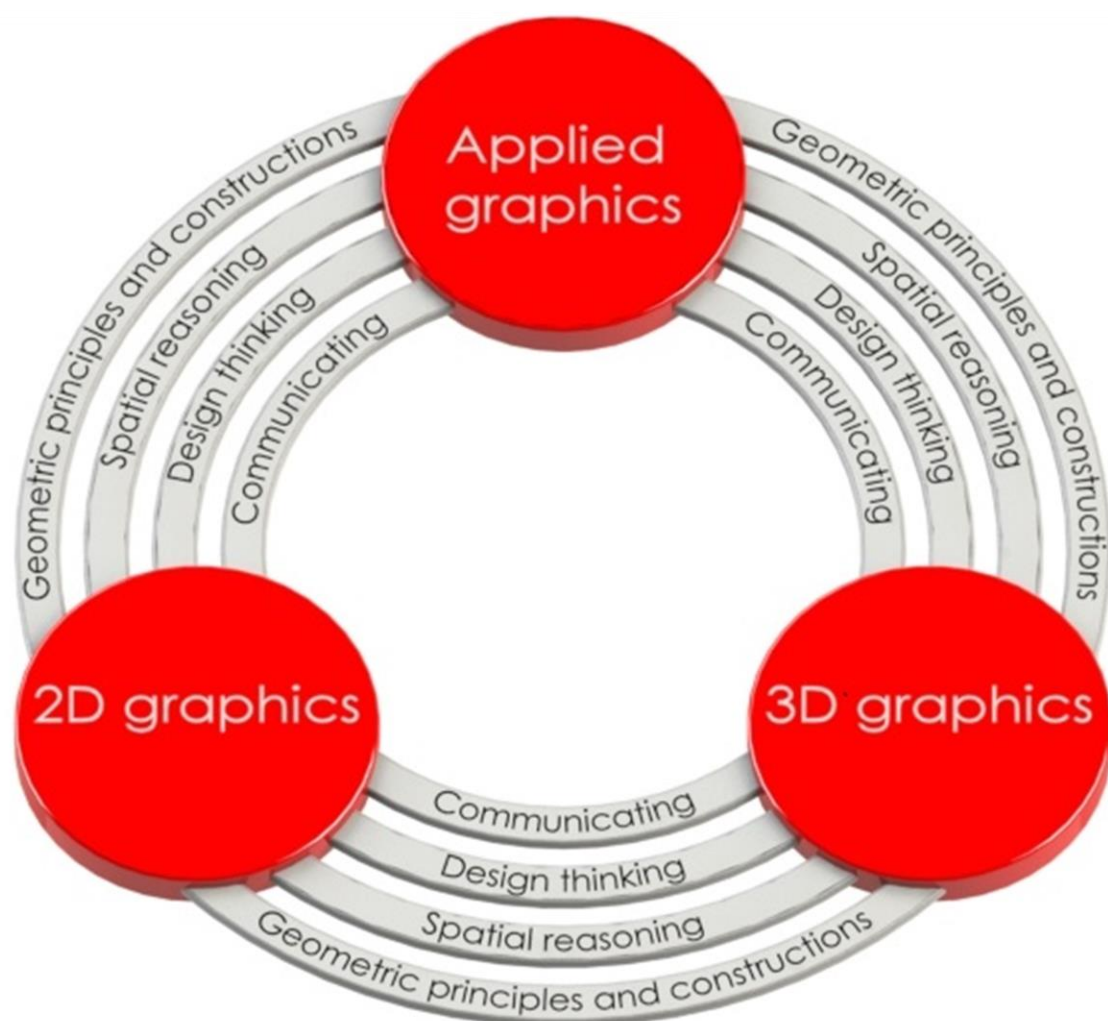 Applied
graphics
Geometric principles and constructions
Spatial reasoning
Design thinking
Communicating
Geometric principles and constructions
Spatial reasoning
Design thinking
Communicating
2D graphics
3D graphics
Communicating
Design thinking
Spatial reasoning
Geometric principles and constructions